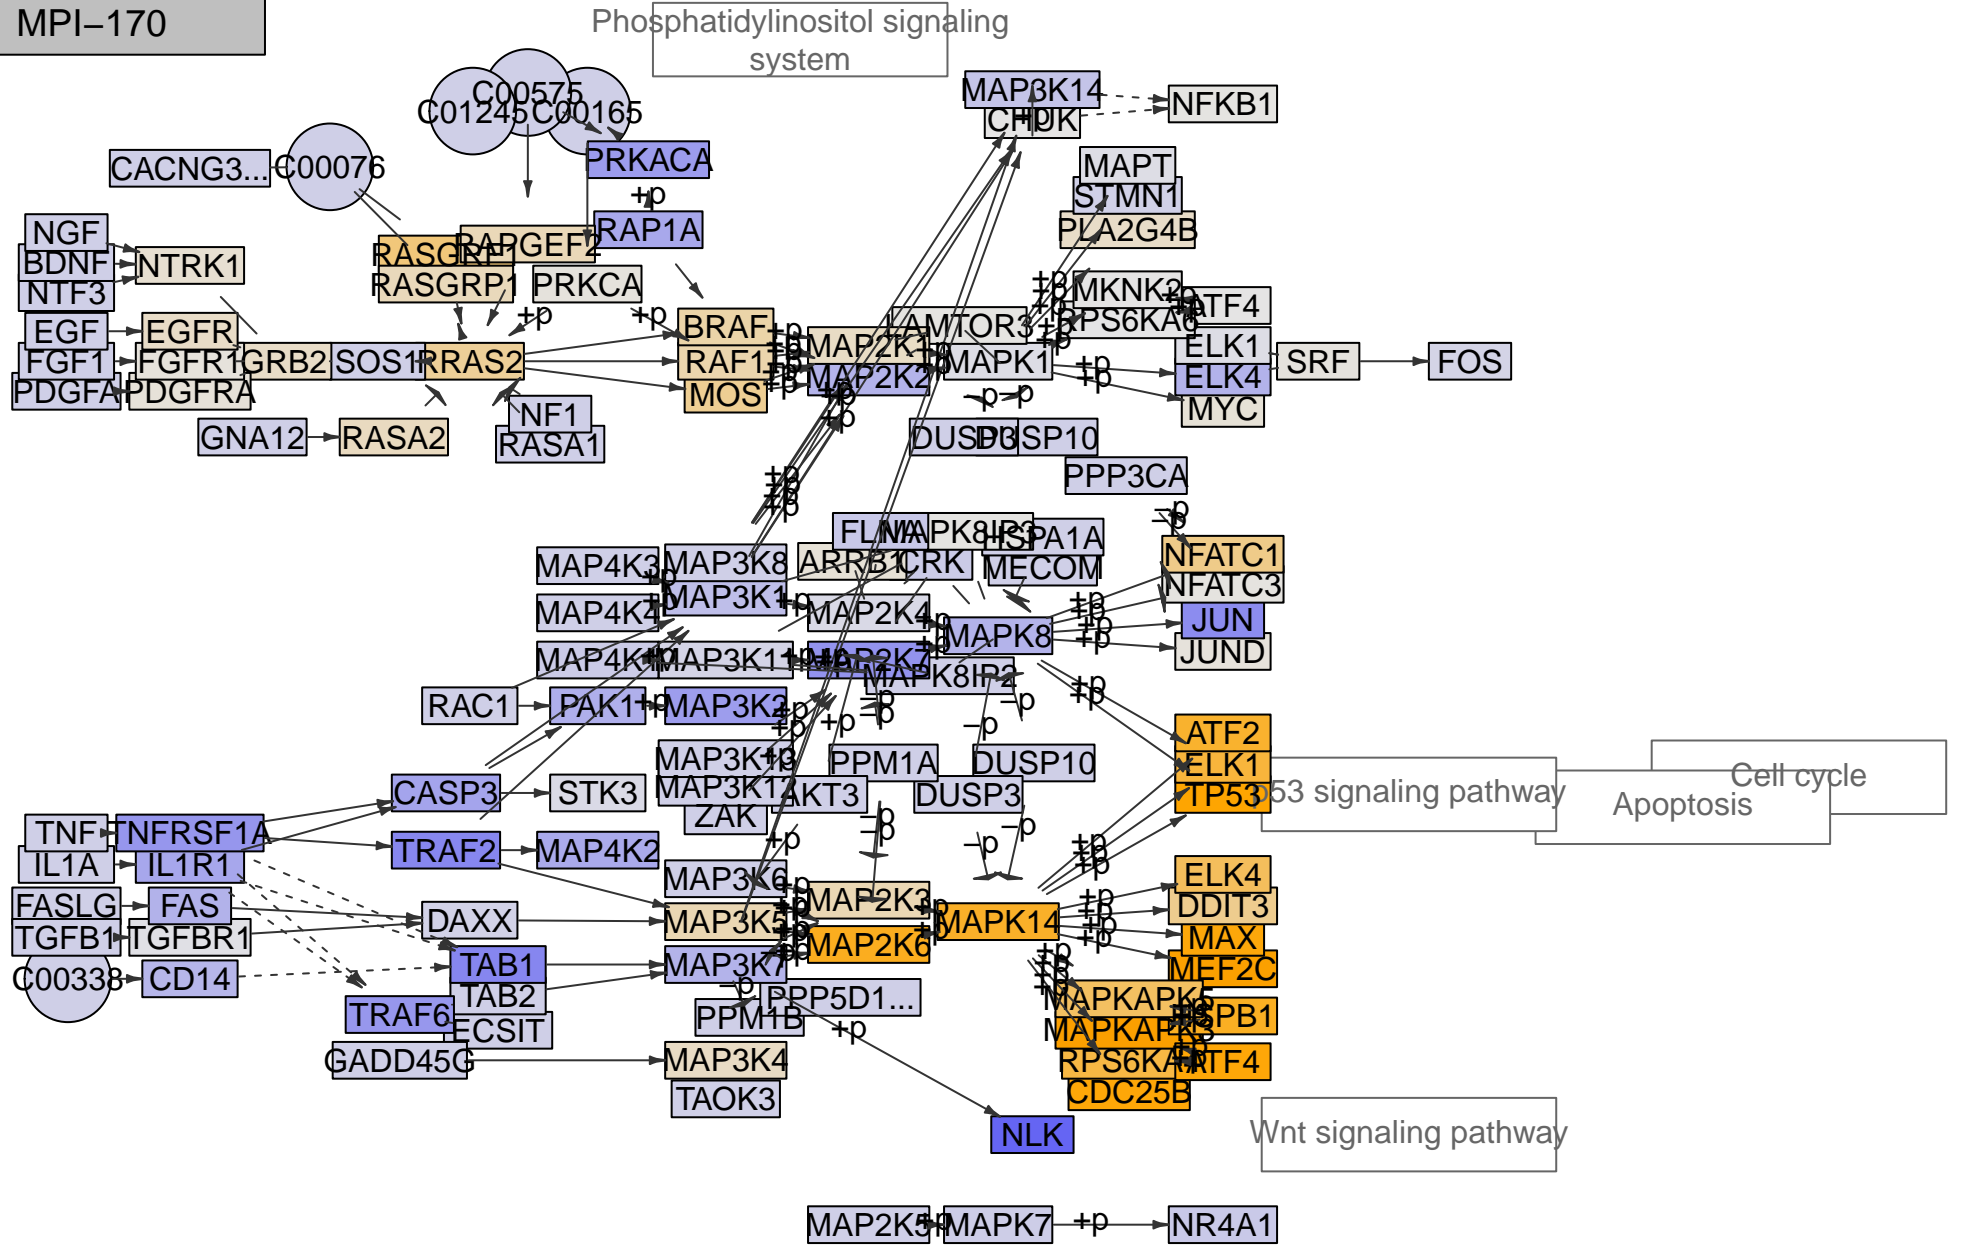 MPI−170
Phosphatidylinositol signaling
system
C00575
C01245
C00165
MAP3K14
CHUK
+p
NFKB1
PRKACA
CACNG3...
C00076
MAPT
STMN1
PLA2G4B
+p
RAP1A
NGF
BDNF
NTF3
NTRK1
RASGRF1
RAPGEF2
RASGRP1
PRKCA
+p
+p
MKNK2
RPS6KA6
ATF4
+p
+p
EGF
EGFR
BRAF
LAMTOR3
ELK1
FGF1
FGFR1
GRB2
SOS1
RRAS2
RAF1
MAP2K1
MAPK1
SRF
FOS
PDGFA
PDGFRA
MOS
MAP2K2
ELK4
MYC
+p
+p
NF1
RASA1
GNA12
RASA2
−p
−p
DUSP3
DUSP10
PPP3CA
−p
−p
+p
+p
+p
FLNA
MAPK8IP3
HSPA1A
MAP4K3
MAP3K8
ARRB1
CRK
MECOM
NFATC1
NFATC3
MAP4K4
MAP3K1
+p
MAP2K4
+p
MAPK8
+p
+p
+p
+p
JUN
JUND
MAP3K11
MAP2K7
MAPK8IP2
RAC1
PAK1
+p
MAP3K2
+p
+p
+p
−p
−p
−p
−p
+p
+p
ATF2
ELK1
TP53
MAP3K13
+p
MAP3K12
ZAK
AKT3
PPM1A
DUSP10
DUSP3
p53 signaling pathway
Cell cycle
Apoptosis
CASP3
STK3
TNF
TNFRSF1A
TRAF2
MAP4K2
IL1A
IL1R1
+p
−p
−p
−p
−p
FASLG
FAS
DAXX
MAP3K6
MAP3K5
MAP2K3
MAPK14
ELK4
DDIT3
TGFB1
TGFBR1
MAP2K6
MAX
C00338
CD14
TAB1
TAB2
MAP3K7
MEF2C
TRAF6
ECSIT
−p
PPM1B
PPP5D1...
+p
MAPKAPK5
MAPKAPK3
HSPB1
GADD45G
MAP3K4
TAOK3
ATF4
CDC25B
NLK
Wnt signaling pathway
MAP2K5
+p
MAPK7
+p
NR4A1